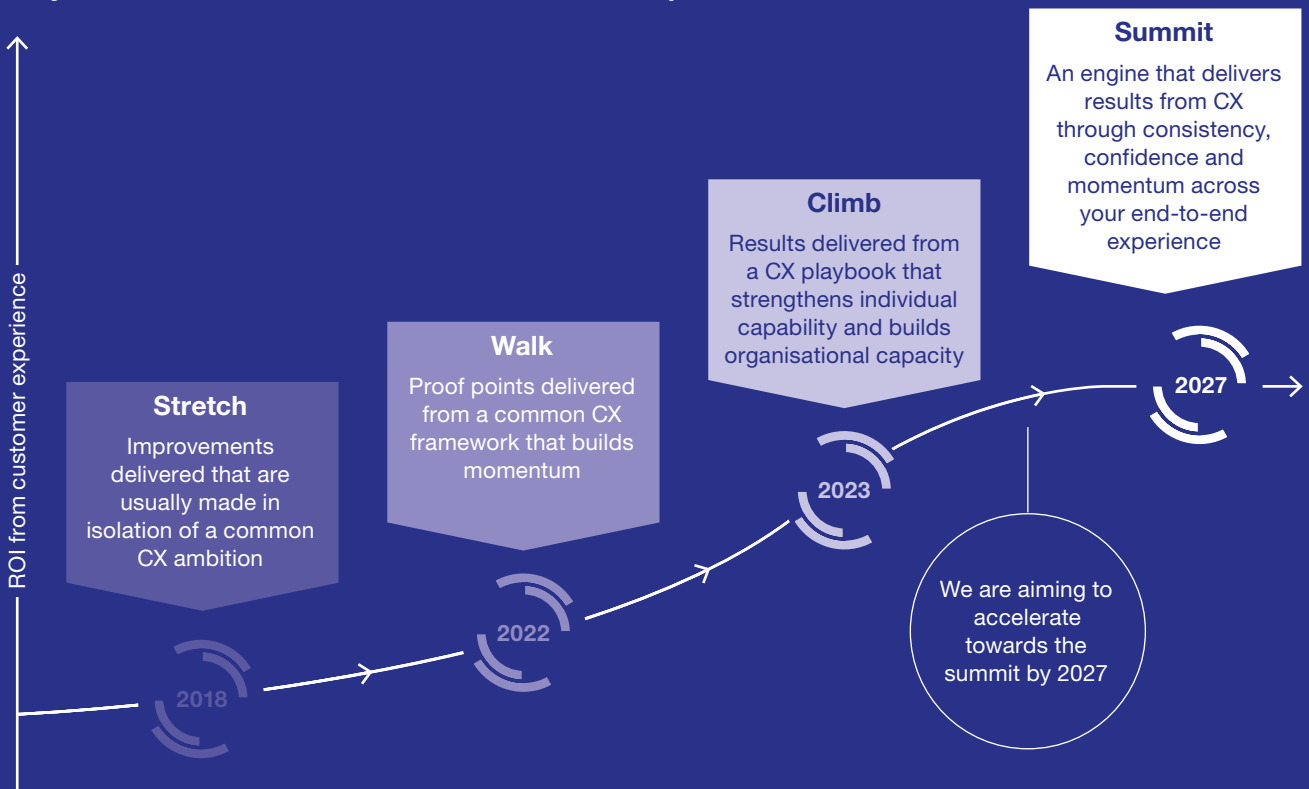 Summit
An engine that delivers
results from CX
through consistency,
confidence and
momentum across
your end-to-end
experience
Climb
Results delivered from
a CX playbook that
strengthens individual
capability and builds
organisational capacity
Walk
Proof points delivered
from a common CX
framework that builds
momentum
Stretch
Improvements
delivered that are
usually made in
isolation of a common
CX ambition
ROI from customer experience
2018
2022
2023
2027
We are aiming to
accelerate
towards the
summit by 2027